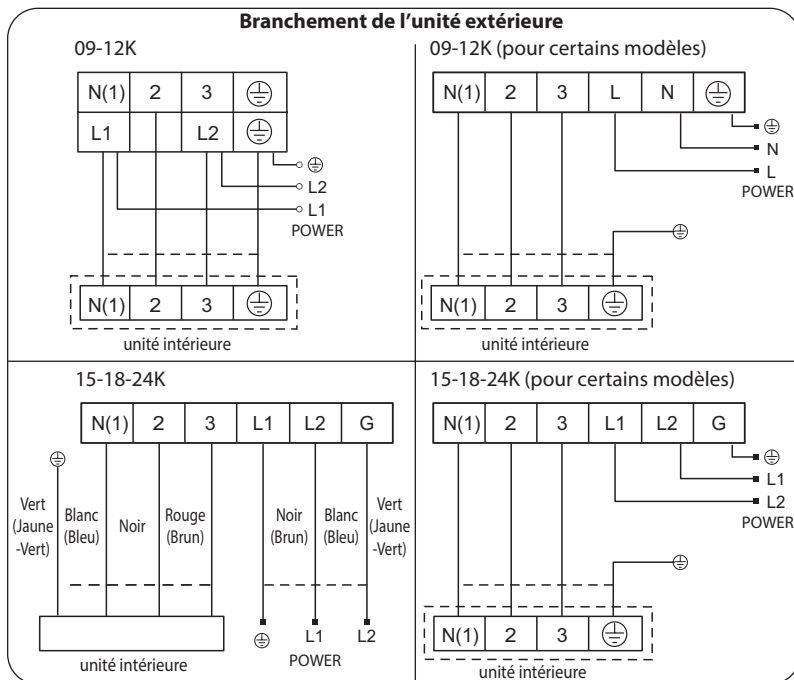 Branchement de l’unité extérieure
09-12K
N(1) 2 3
L1 L2
L2
L1
POWER
N(1) 2 3
unité intérieure
09-12K (pour certains modèles)
N(1) 2 3 L N
N
L
POWER
N(1) 2 3
unité intérieure
15-18-24K
N(1) 2 3 L1 L2 G
Vert
(Jaune
-Vert)
Blanc
(Bleu)
Noir
Rouge
(Brun)
Noir
(Brun)
Blanc
(Bleu)
Vert
(Jaune
-Vert)
L1 L2
POWER
unité intérieure
15-18-24K (pour certains modèles)
N(1) 2 3 L1 L2 G
L1
L2
POWER
N(1) 2 3
unité intérieure